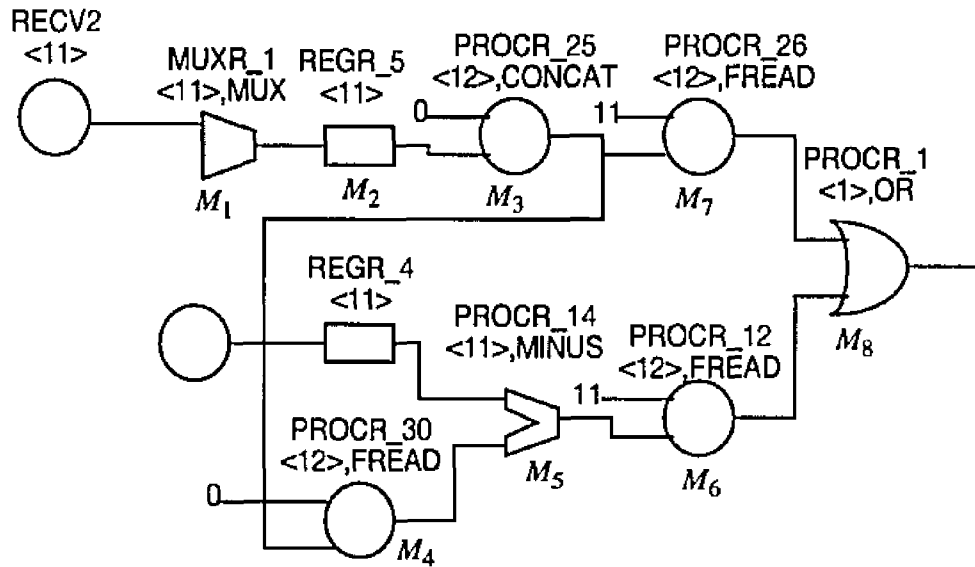 RECV2
<11>
MUXR_1
<11>,MUX
REGR_5
<11>
PROCR_25
<12>,CONCAT
0
PROCR_26
<12>,FREAD
11
PROCR_1
<1>,OR
M1
M2
M3
M7
REGR_4
<11>
PROCR_14
<11>,MINUS
PROCR_12
<12>,FREAD
11
M8
PROCR_30
<12>,FREAD
0
M5
M6
M4